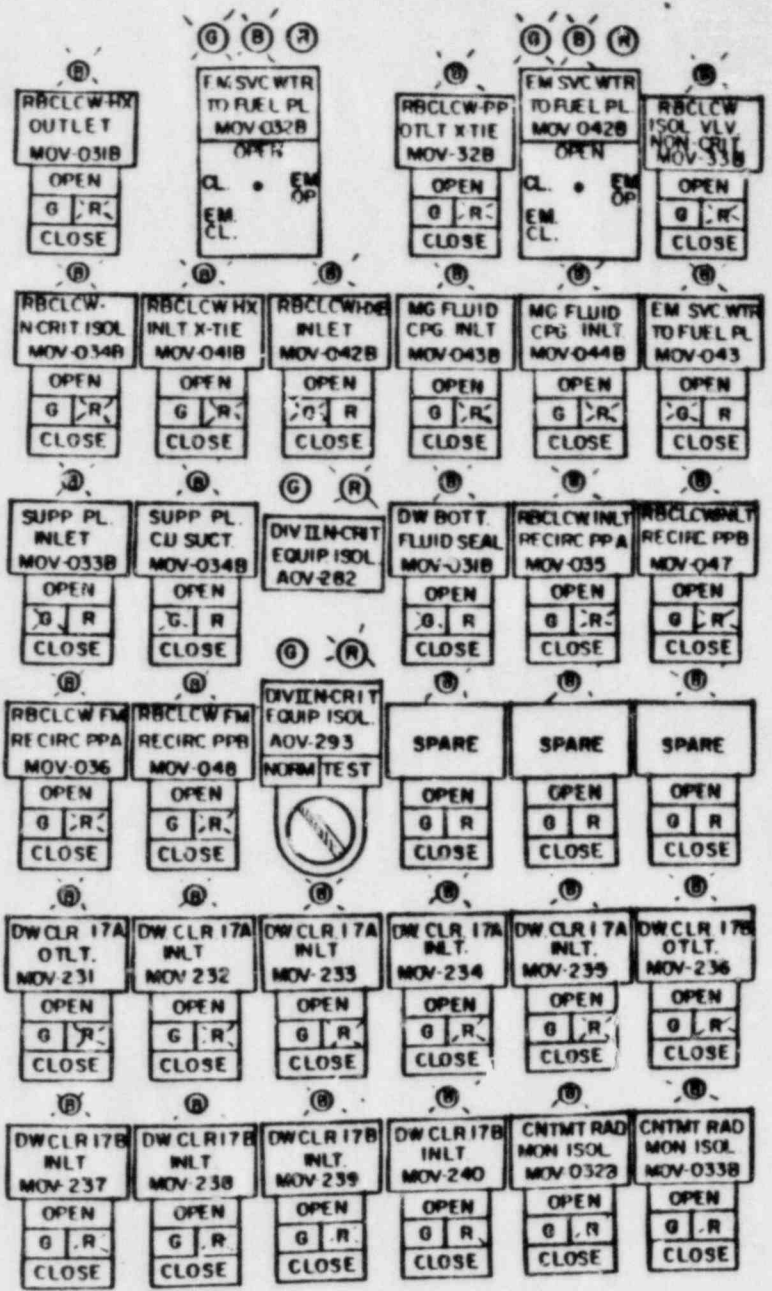 G B R
G B R
B
RBCLCW-HX
OUTLET
MOV-031B
OPEN
G R
CLOSE
EM SVC WTR
TO FUEL PL.
MOV-032B
OPEN
CL. EM OP
EM. CL.
B
RBCLCW-PP
OTLT X-TIE
MOV-32B
OPEN
G R
CLOSE
EM SVC WTR
TO FUEL PL.
MOV 042B
OPEN
CL. EM OP
EM. CL.
B
RBCLCW
ISOL VLV.
NON-CRIT
MOV-33B
OPEN
G R
CLOSE
B
RBCLCW-
N-CRIT ISOL
MOV-034B
OPEN
G R
CLOSE
B
RBCLCW HX
INLT X-TIE
MOV-041B
OPEN
G R
CLOSE
B
RBCLCWHXB
INLET
MOV-042B
OPEN
G R
CLOSE
B
MG FLUID
CPG INLT
MOV-043B
OPEN
G R
CLOSE
B
MG FLUID
CPG INLT.
MOV-044B
OPEN
G R
CLOSE
B
EM SVC WTR
TO FUEL PL
MOV-043
OPEN
G R
CLOSE
B
SUPP PL.
INLET
MOV-033B
OPEN
G R
CLOSE
B
SUPP PL.
CU SUCT.
MOV-034B
OPEN
G R
CLOSE
G R
DIV II N-CRIT
EQUIP ISOL.
AOV-282
B
DW BOTT.
FLUID SEAL
MOV-031B
OPEN
G R
CLOSE
B
RBCLCW INLT
RECIRC PPA
MOV-035
OPEN
G R
CLOSE
B
RBCLCW INLT
RECIRC PPB
MOV-047
OPEN
G R
CLOSE
B
RBCLCW FM
RECIRC PPA
MOV-036
OPEN
G R
CLOSE
B
RBCLCW FM
RECIRC PPB
MOV-048
OPEN
G R
CLOSE
G R
DIV II N-CRIT
EQUIP ISOL.
AOV-293
NORM TEST
B
SPARE
OPEN
G R
CLOSE
B
SPARE
OPEN
G R
CLOSE
B
SPARE
OPEN
G R
CLOSE
B
DW CLR 17A
OTLT.
MOV-231
OPEN
G R
CLOSE
B
DW CLR 17A
INLT
MOV-232
OPEN
G R
CLOSE
B
DW CLR 17A
INLT
MOV-233
OPEN
G R
CLOSE
B
DW CLR 17A
INLT.
MOV-234
OPEN
G R
CLOSE
B
DW CLR 17A
INLT.
MOV-235
OPEN
G R
CLOSE
B
DW CLR 17B
OTLT.
MOV-236
OPEN
G R
CLOSE
B
DW CLR 17B
INLT
MOV-237
OPEN
G R
CLOSE
B
DW CLR 17B
INLT
MOV-238
OPEN
G R
CLOSE
B
DW CLR 17B
INLT.
MOV-239
OPEN
G R
CLOSE
B
DW CLR 17B
INLT
MOV-240
OPEN
G R
CLOSE
B
CNTMT RAD
MON ISOL
MOV 032B
OPEN
G R
CLOSE
B
CNTMT RAD
MON ISOL
MOV-033B
OPEN
G R
CLOSE